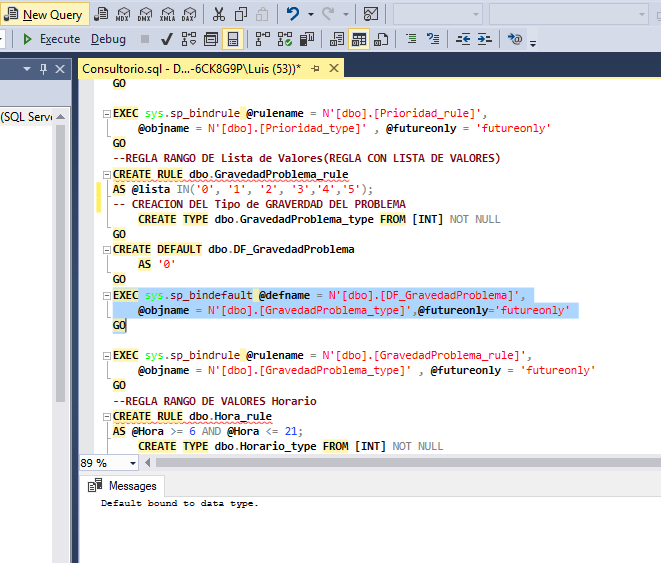 New Query
MDX DMX XMLA DAX
Execute Debug
Consultorio.sql - D...-6CK8G9P\Luis (53))*
(SQL Serve
GO
EXEC sys.sp_bindrule @rulename = N'[dbo].[Prioridad_rule]',
@objname = N'[dbo].[Prioridad_type]' , @futureonly = 'futureonly'
GO
--REGLA RANGO DE Lista de Valores(REGLA CON LISTA DE VALORES)
CREATE RULE dbo.GravedadProblema_rule
AS @lista IN('0', '1', '2', '3','4','5');
-- CREACION DEL Tipo de GRAVERDAD DEL PROBLEMA
CREATE TYPE dbo.GravedadProblema_type FROM [INT] NOT NULL
GO
CREATE DEFAULT dbo.DF_GravedadProblema
AS '0'
GO
EXEC sys.sp_bindefault @defname = N'[dbo].[DF_GravedadProblema]',
@objname = N'[dbo].[GravedadProblema_type]',@futureonly='futureonly'
GO
EXEC sys.sp_bindrule @rulename = N'[dbo].[GravedadProblema_rule]',
@objname = N'[dbo].[GravedadProblema_type]' , @futureonly = 'futureonly'
GO
--REGLA RANGO DE VALORES Horario
CREATE RULE dbo.Hora_rule
AS @Hora >= 6 AND @Hora <= 21;
CREATE TYPE dbo.Horario_type FROM [INT] NOT NULL
89 %
Messages
Default bound to data type.